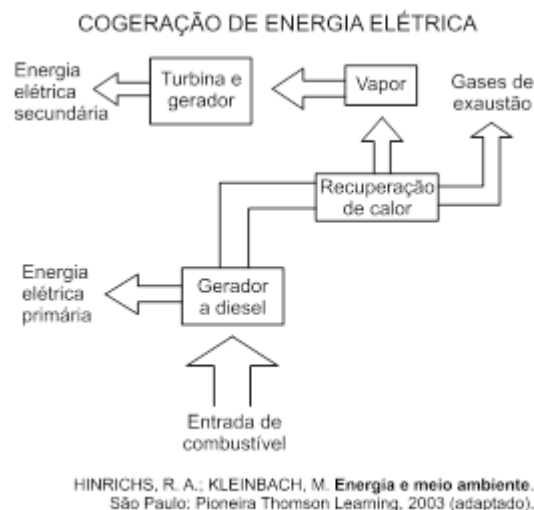 COGERAÇÃO DE ENERGIA ELÉTRICA
Energia
elétrica
secundária
Turbina e
gerador
Vapor
Gases de
exaustão
Recuperação
de calor
Energia
elétrica
primária
Gerador
a diesel
Entrada de
combustível
HINRICHS, R. A.; KLEINBACH, M. Energia e meio ambiente.
São Paulo: Pioneira Thomson Learning, 2003 (adaptado).